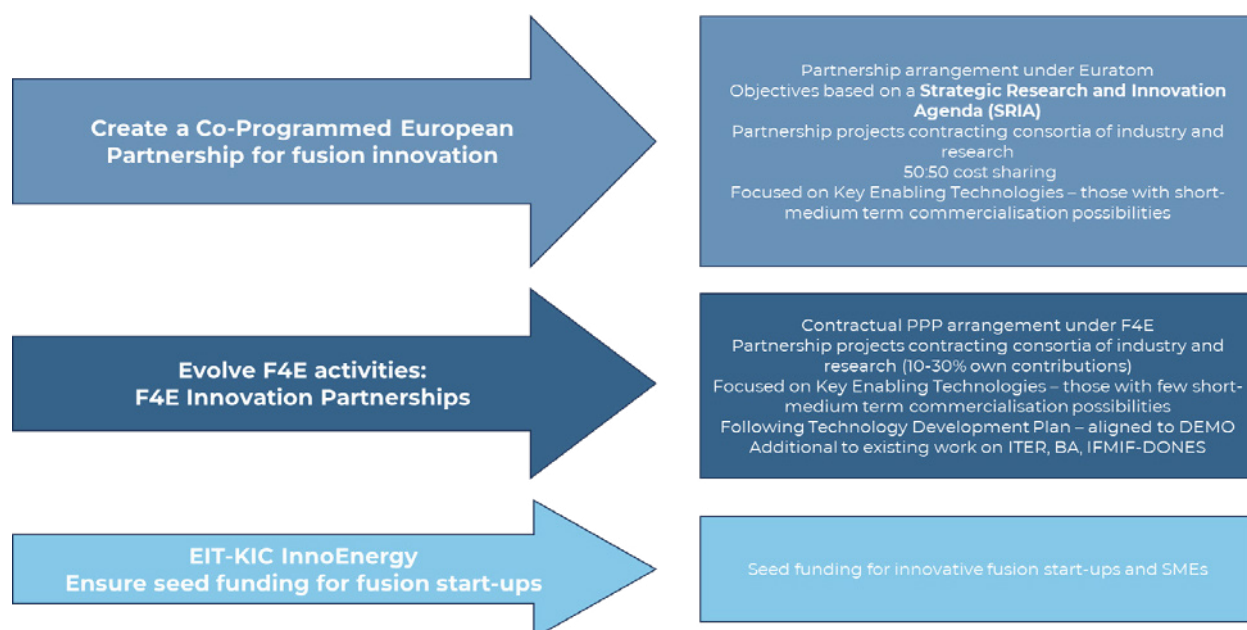 Create a Co-Programmed European
Partnership for fusion innovation
Partnership arrangement under Euratom
Objectives based on a Strategic Research and Innovation
Agenda (SRIA)
Partnership projects contracting consortia of industry and
research
50:50 cost sharing
Focused on Key Enabling Technologies – those with short-
medium term commercialisation possibilities
Evolve F4E activities:
F4E Innovation Partnerships
Contractual PPP arrangement under F4E
Partnership projects contracting consortia of industry and
research (10-30% own contributions)
Focused on Key Enabling Technologies – those with few short-
medium term commercialisation possibilities
Following Technology Development Plan – aligned to DEMO
Additional to existing work on ITER, BA, IFMIF-DONES
EIT-KIC InnoEnergy
Ensure seed funding for fusion start-ups
Seed funding for innovative fusion start-ups and SMEs